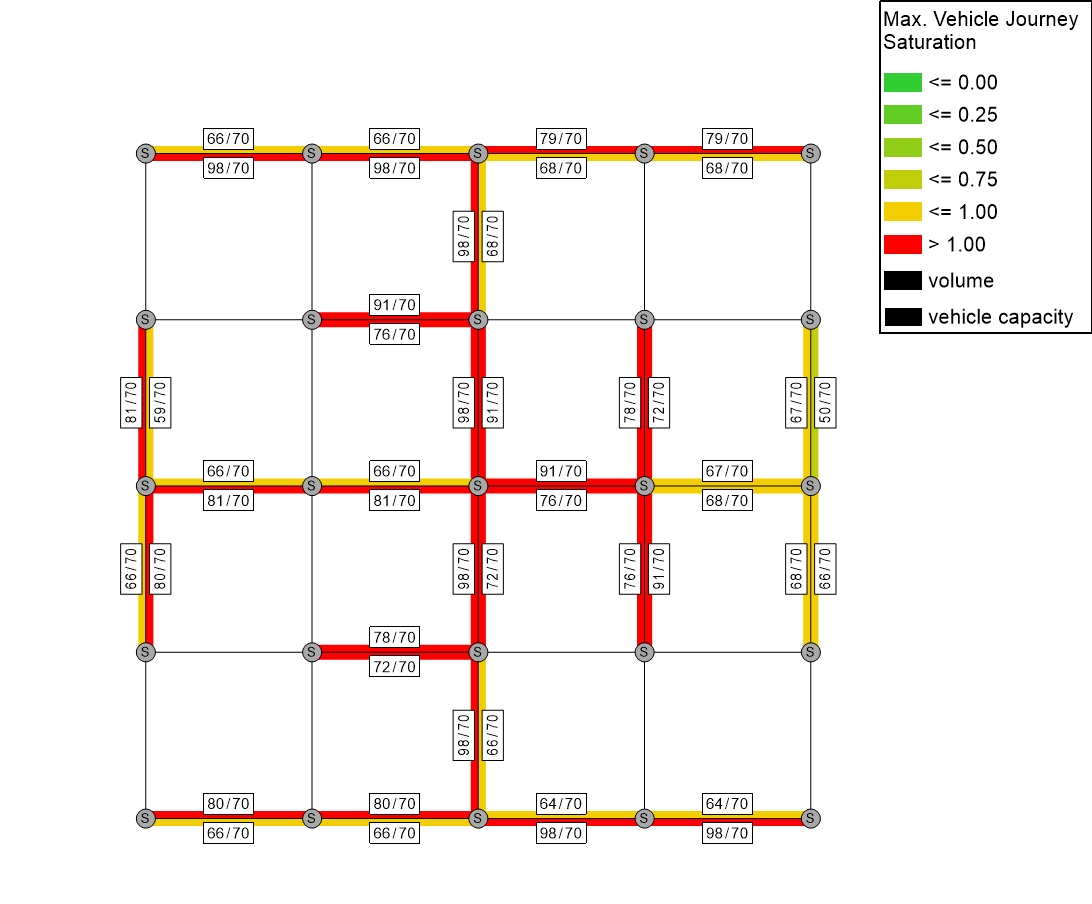 Max. Vehicle Journey
Saturation
<= 0.00
<= 0.25
<= 0.50
<= 0.75
<= 1.00
> 1.00
volume
vehicle capacity
66/70 66/70 79/70 79/70
S S S S S
98/70 98/70 68/70 68/70
98/70 68/70
91/70
S S S S S
76/70
81/70 59/70 98/70 91/70 78/70 72/70 67/70 50/70
66/70 66/70 91/70 67/70
S S S S S
81/70 81/70 76/70 68/70
66/70 80/70 98/70 72/70 76/70 91/70 68/70 66/70
78/70
S S S S S
72/70
98/70 66/70
80/70 80/70 64/70 64/70
S S S S S
66/70 66/70 98/70 98/70